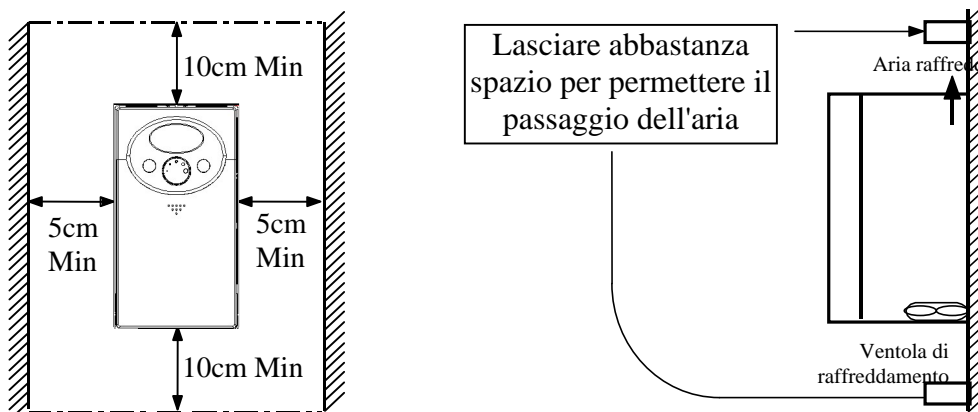 10cm Min
5cm
Min
5cm
Min
10cm Min
Lasciare abbastanza
spazio per permettere il
passaggio dell'aria
Aria
Ventola di
raffreddamento